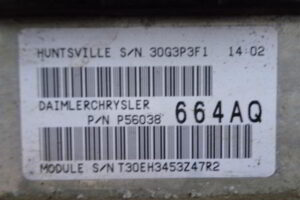 HUNTSVILLE S/N 30G3P3F1 14:02
DAIMLERCHRYSLER
P/N P56038 664AQ
MODULE S/N T30EH3453Z47R2